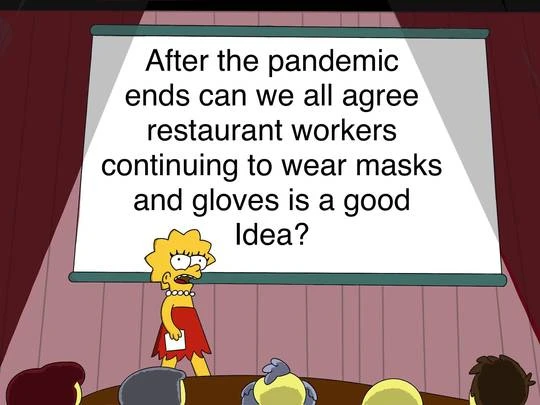 After the pandemic
ends can we all agree
restaurant workers
continuing to wear masks
and gloves is a good
Idea?